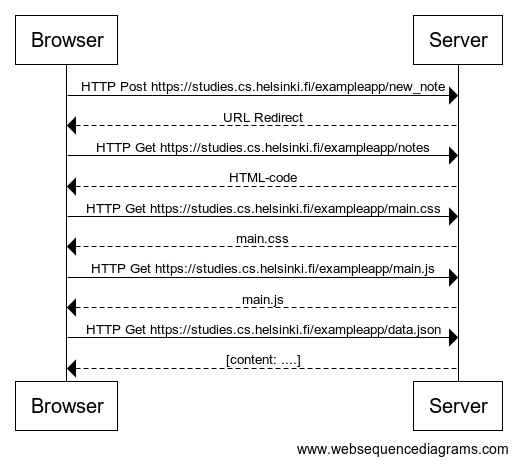 Browser Server
HTTP Post https://studies.cs.helsinki.fi/exampleapp/new_note
URL Redirect
HTTP Get https://studies.cs.helsinki.fi/exampleapp/notes
HTML-code
HTTP Get https://studies.cs.helsinki.fi/exampleapp/main.css
main.css
HTTP Get https://studies.cs.helsinki.fi/exampleapp/main.js
main.js
HTTP Get https://studies.cs.helsinki.fi/exampleapp/data.json
[content: ....]
Browser Server
www.websequencediagrams.com